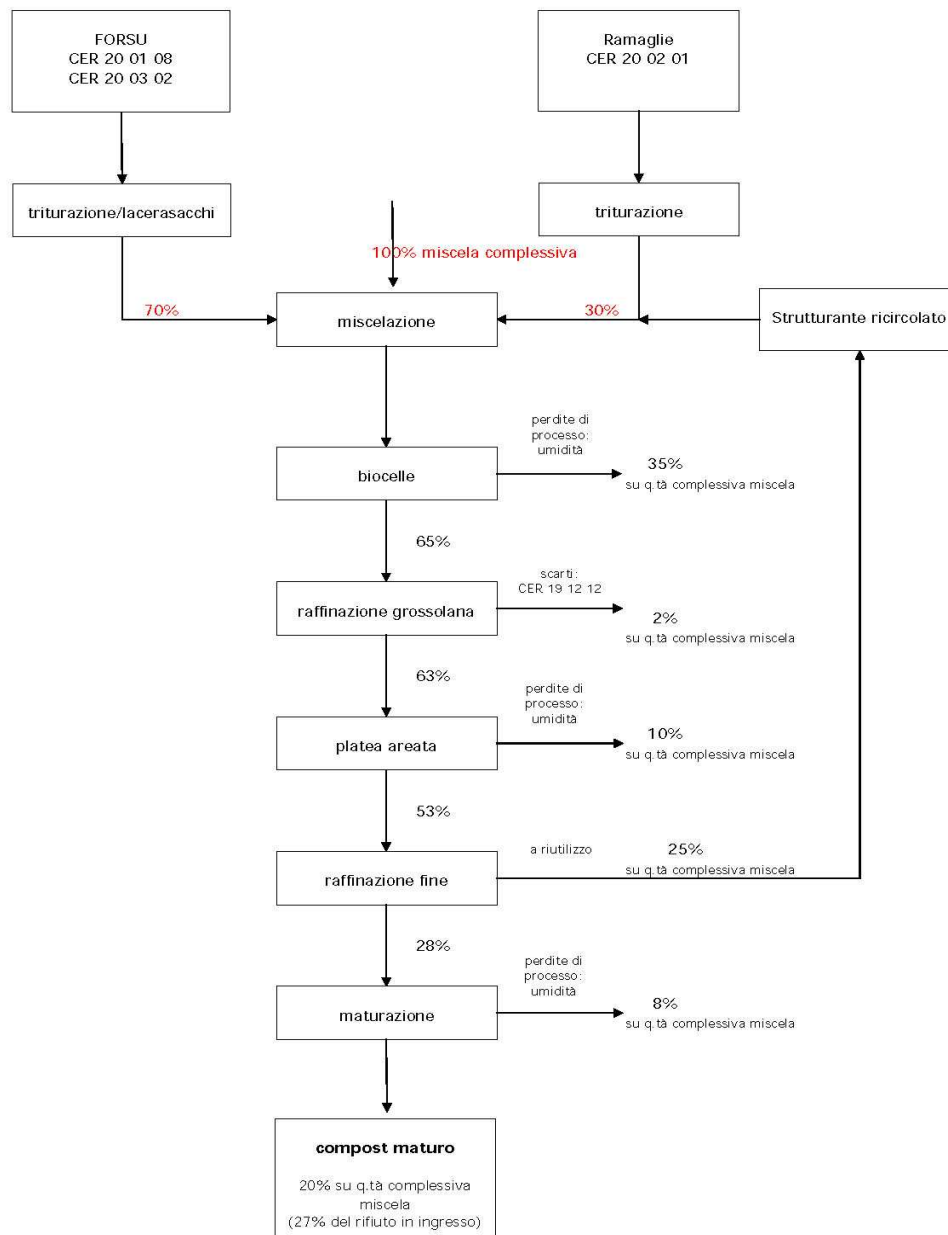 FORSU
CER 20 01 08
CER 20 03 02
Ramaglie
CER 20 02 01
triturazione/lacerasacchi
triturazione
100% miscela complessiva
70%
miscelazione
30%
Strutturante ricircolato
perdite di
processo:
umidità
biocelle
35%
su q.tà complessiva miscela
65%
scarti:
CER 19 12 12
raffinazione grossolana
2%
su q.tà complessiva miscela
63%
perdite di
processo:
umidità
platea areata
10%
su q.tà complessiva miscela
53%
a riutilizzo
25%
su q.tà complessiva miscela
raffinazione fine
28%
perdite di
processo:
umidità
maturazione
8%
su q.tà complessiva miscela
compost maturo
20% su q.tà complessiva
miscela
(27% del rifiuto in ingresso)